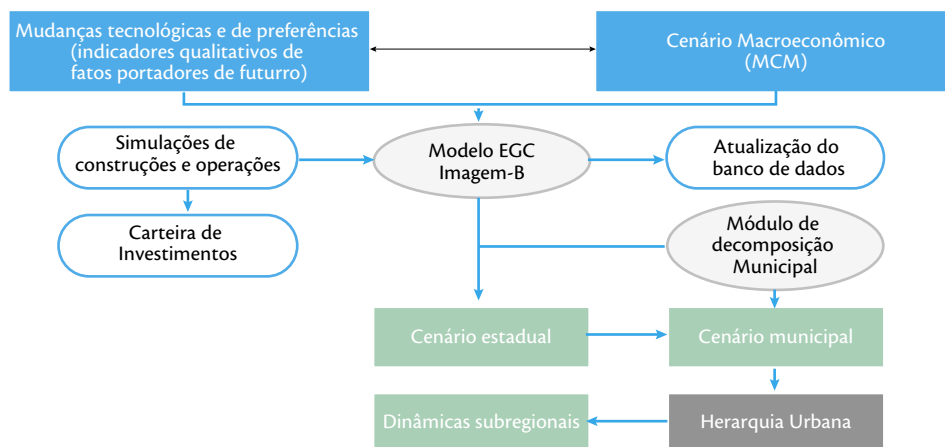 Mudanças tecnológicas e de preferências
(indicadores qualitativos de
fatos portadores de futurro)
Cenário Macroeconômico
(MCM)
Simulações de
construções e operações
Modelo EGC
Imagem-B
Atualização do
banco de dados
Carteira de
Investimentos
Módulo de
decomposição
Municipal
Cenário estadual
Cenário municipal
Dinâmicas subregionais
Herarquia Urbana